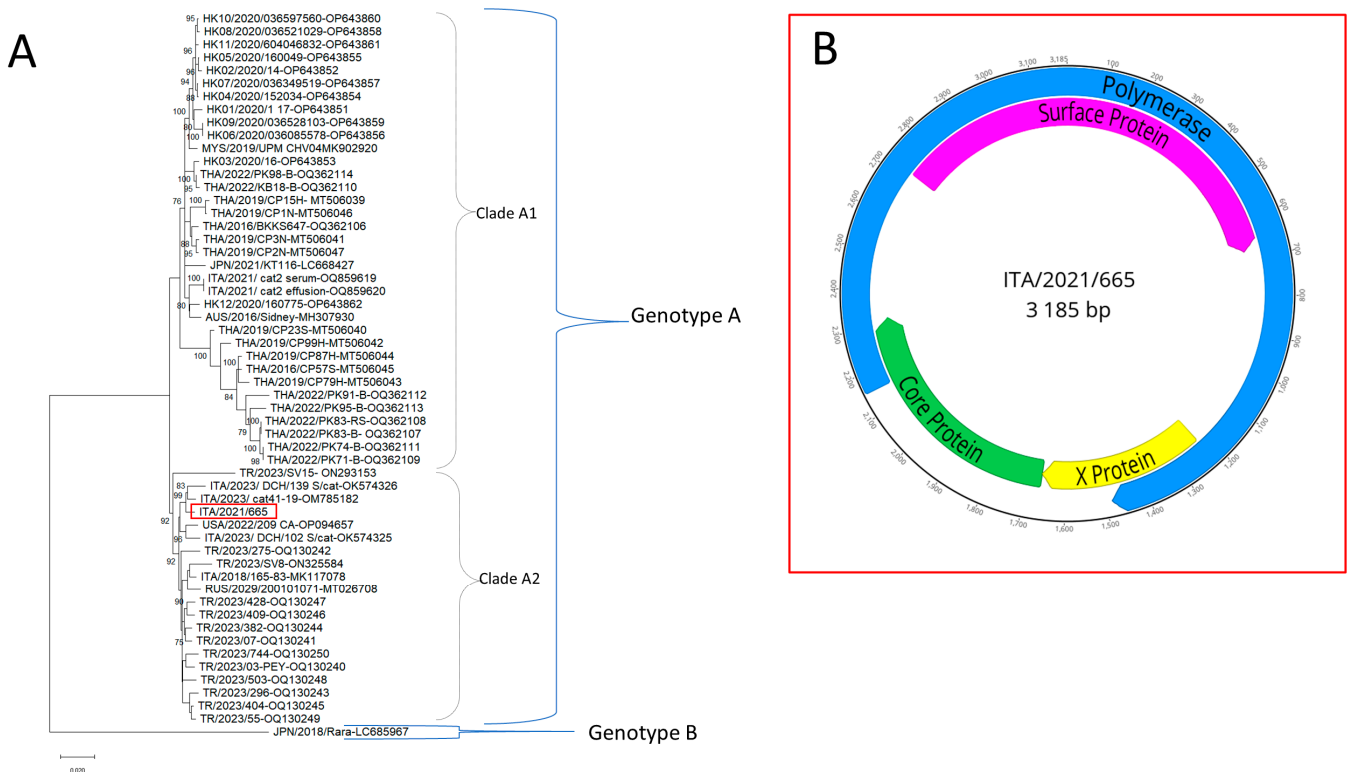 A
HK10/2020/036597560-OP643860
HK08/2020/036521029-OP643858
HK11/2020/604046832-OP643861
HK05/2020/160049-OP643855
HK02/2020/14-OP643852
HK07/2020/036349519-OP643857
HK04/2020/152034-OP643854
HK01/2020/1 17-OP643851
HK09/2020/036528103-OP643859
HK06/2020/036085578-OP643856
MYS/2019/UPM CHV04MK902920
HK03/2020/16-OP643853
THA/2022/PK98-B-OQ362114
THA/2022/KB18-B-OQ362110
THA/2019/CP15H- MT506039
THA/2019/CP1N-MT506046
THA/2016/BKKS647-OQ362106
THA/2019/CP3N-MT506041
THA/2019/CP2N-MT506047
JPN/2021/KT116-LC668427
ITA/2021/ cat2 serum-OQ859619
ITA/2021/ cat2 effusion-OQ859620
HK12/2020/160775-OP643862
AUS/2016/Sidney-MH307930
THA/2019/CP23S-MT506040
THA/2019/CP99H-MT506042
THA/2019/CP87H-MT506044
THA/2016/CP57S-MT506045
THA/2019/CP79H-MT506043
THA/2022/PK91-B-OQ362112
THA/2022/PK95-B-OQ362113
THA/2022/PK83-RS-OQ362108
THA/2022/PK83-B- OQ362107
THA/2022/PK74-B-OQ362111
THA/2022/PK71-B-OQ362109
TR/2023/SV15- ON293153
ITA/2023/ DCH/139 S/cat-OK574326
ITA/2023/ cat41-19-OM785182
ITA/2021/665
USA/2022/209 CA-OP094657
ITA/2023/ DCH/102 S/cat-OK574325
TR/2023/275-OQ130242
TR/2023/SV8-ON325584
ITA/2018/165-83-MK117078
RUS/2029/200101071-MT026708
TR/2023/428-OQ130247
TR/2023/409-OQ130246
TR/2023/382-OQ130244
TR/2023/07-OQ130241
TR/2023/744-OQ130250
TR/2023/03-PEY-OQ130240
TR/2023/503-OQ130248
TR/2023/296-OQ130243
TR/2023/404-OQ130245
TR/2023/55-OQ130249
JPN/2018/Rara-LC685967
95
96
96
94
88
100
80
100
100
95
76
100
88
95
100
80
100
100
84
100
79
100
98
83
99
92
96
92
90
75
0.020
Clade A1
Clade A2
Genotype A
Genotype B
B
Polymerase
Surface Protein
ITA/2021/665
3 185 bp
Core Protein
X Protein
3,185
100
200
300
400
500
600
700
800
900
1,000
1,100
1,200
1,300
1,400
1,500
1,600
1,700
1,800
1,900
2,000
2,100
2,200
2,300
2,400
2,500
2,600
2,700
2,800
2,900
3,000
3,100